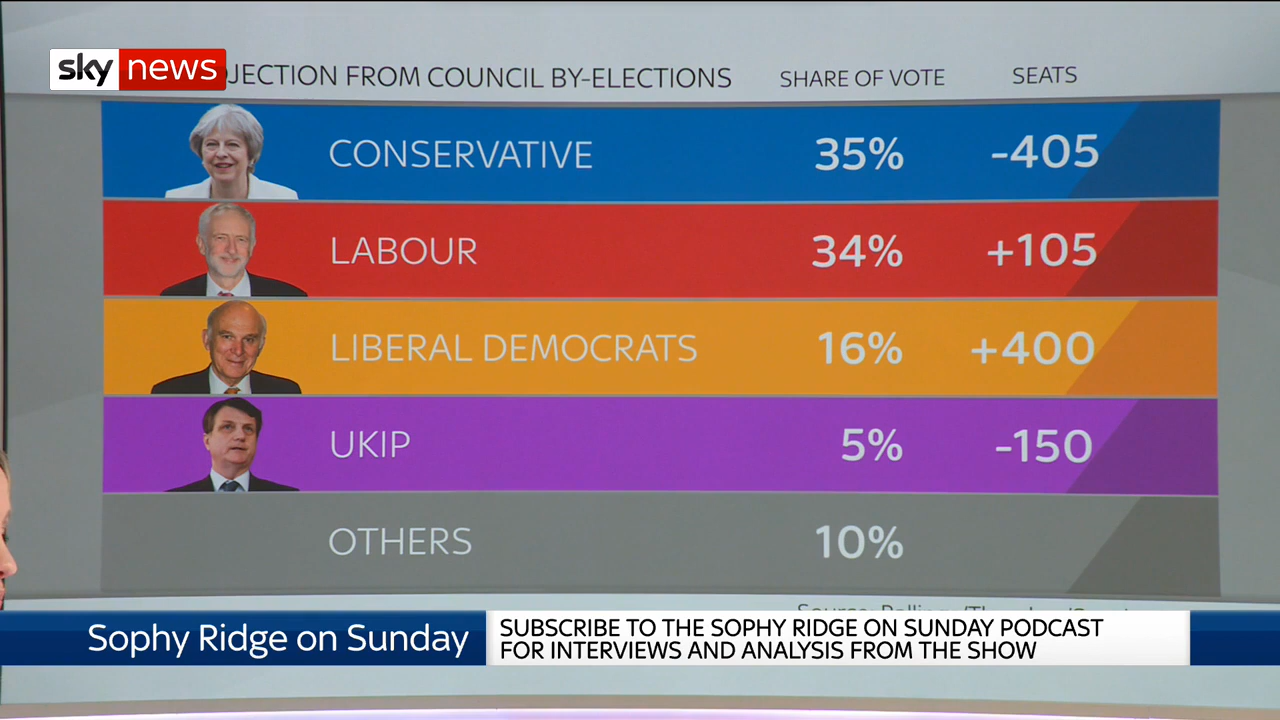 sky news
JECTION FROM COUNCIL BY-ELECTIONS SHARE OF VOTE SEATS
CONSERVATIVE 35% -405
LABOUR 34% +105
LIBERAL DEMOCRATS 16% +400
UKIP 5% -150
OTHERS 10%
Sophy Ridge on Sunday
SUBSCRIBE TO THE SOPHY RIDGE ON SUNDAY PODCAST
FOR INTERVIEWS AND ANALYSIS FROM THE SHOW